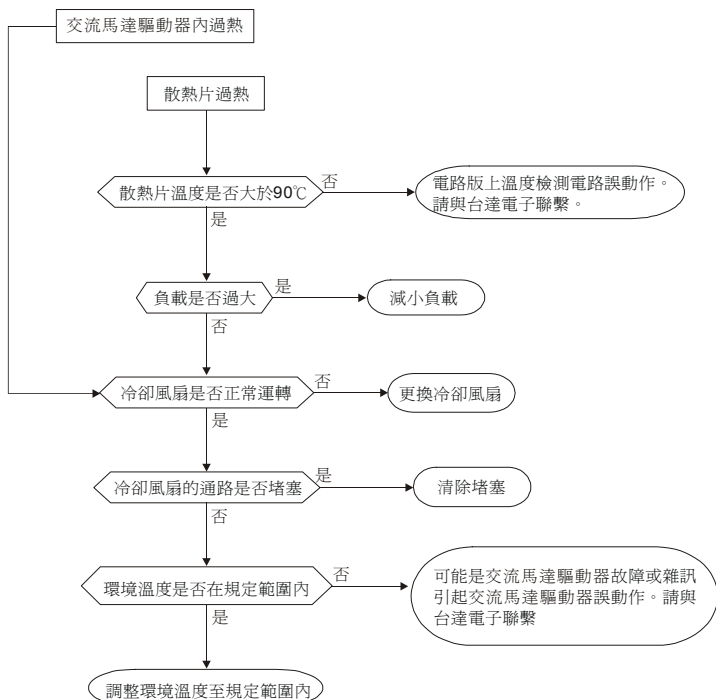 交流馬達驅動器內過熱
散熱片過熱
散熱片溫度是否大於90℃
否
電路版上溫度檢測電路誤動作。
請與台達電子聯繫。
是
負載是否過大
是
減小負載
否
冷卻風扇是否正常運轉
否
更換冷卻風扇
是
冷卻風扇的通路是否堵塞
是
清除堵塞
否
環境溫度是否在規定範圍內
否
可能是交流馬達驅動器故障或雜訊
引起交流馬達驅動器誤動作。請與
台達電子聯繫
是
調整環境溫度至規定範圍內